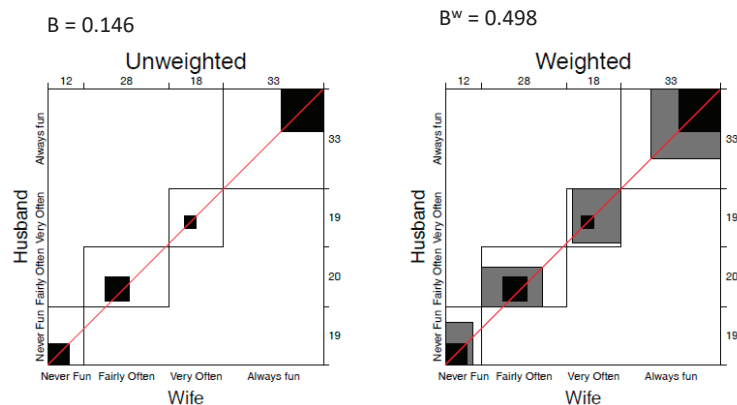 B = 0.146
Unweighted
12 28 18 33
Husband
Always fun
Very Often
Fairly Often
Never Fun
33
19
20
19
Never Fun Fairly Often Very Often Always fun
Wife
Bʷ = 0.498
Weighted
12 28 18 33
Husband
Always fun
Very Often
Fairly Often
Never Fun
33
19
20
19
Never Fun Fairly Often Very Often Always fun
Wife